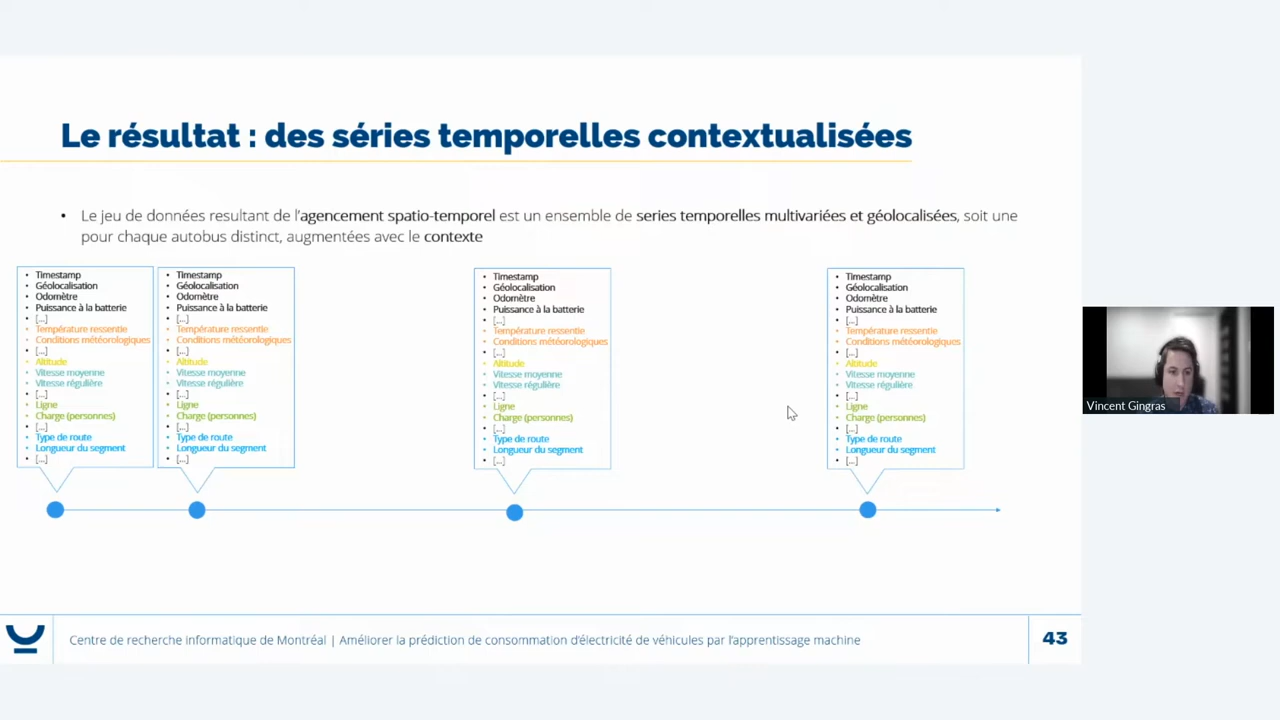 Le résultat : des séries temporelles contextualisées
• Le jeu de données resultant de l'agencement spatio-temporel est un ensemble de series temporelles multivariées et géolocalisées, soit une
pour chaque autobus distinct, augmentées avec le contexte
• Timestamp
• Géolocalisation
• Odomètre
• Puissance à la batterie
• [...]
• Température ressentie
• Conditions météorologiques
• [...]
• Altitude
• Vitesse moyenne
• Vitesse régulière
• [...]
• Ligne
• Charge (personnes)
• [...]
• Type de route
• Longueur du segment
• [...]
• Timestamp
• Géolocalisation
• Odomètre
• Puissance à la batterie
• [...]
• Température ressentie
• Conditions météorologiques
• [...]
• Altitude
• Vitesse moyenne
• Vitesse régulière
• [...]
• Ligne
• Charge (personnes)
• [...]
• Type de route
• Longueur du segment
• [...]
• Timestamp
• Géolocalisation
• Odomètre
• Puissance à la batterie
• [...]
• Température ressentie
• Conditions météorologiques
• [...]
• Altitude
• Vitesse moyenne
• Vitesse régulière
• [...]
• Ligne
• Charge (personnes)
• [...]
• Type de route
• Longueur du segment
• [...]
• Timestamp
• Géolocalisation
• Odomètre
• Puissance à la batterie
• [...]
• Température ressentie
• Conditions météorologiques
• [...]
• Altitude
• Vitesse moyenne
• Vitesse régulière
• [...]
• Ligne
• Charge (personnes)
• [...]
• Type de route
• Longueur du segment
• [...]
Vincent Gingras
Centre de recherche informatique de Montréal | Améliorer la prédiction de consommation d'électricité de véhicules par l'apprentissage machine
43